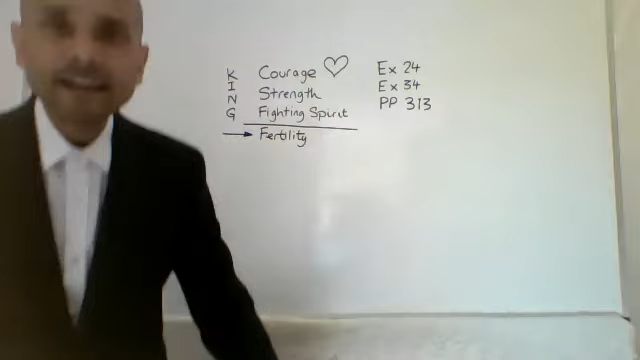 K
I
N
G
Courage ♡
Strength
Fighting Spirit
→ Fertility
Ex 24
Ex 34
PP 313